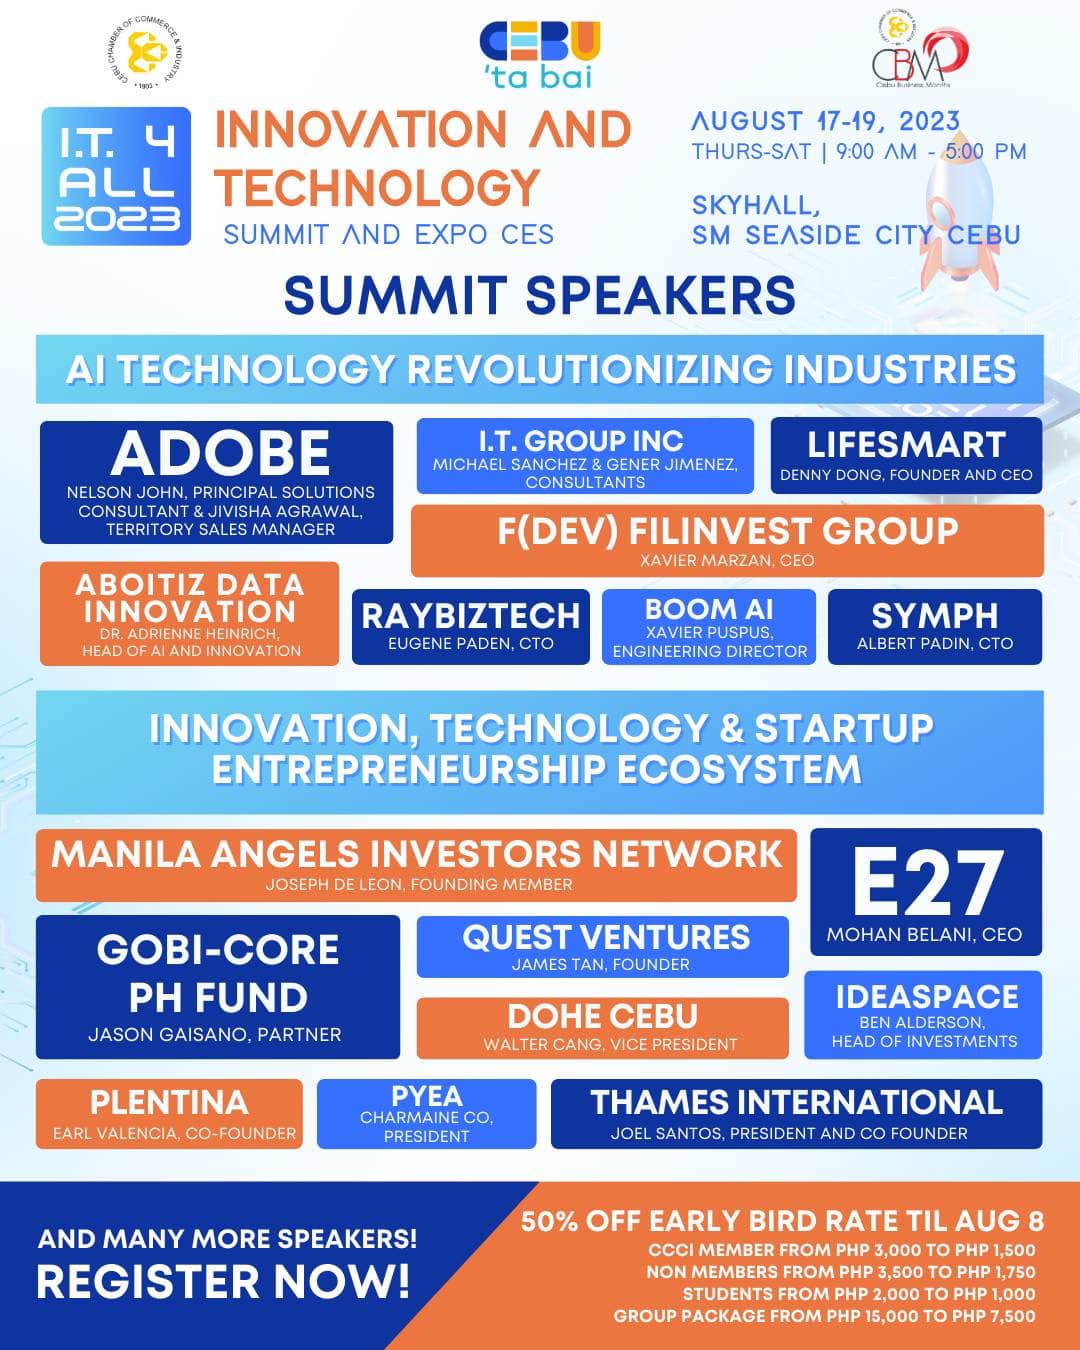 CEBU CHAMBER OF COMMERCE & INDUSTRY
• 1903 •
CEBU
'ta bai
CBM
Cebu Business Months
I.T. 4
ALL
2023
INNOVATION AND
TECHNOLOGY
SUMMIT AND EXPO CES
AUGUST 17-19, 2023
THURS-SAT | 9:00 AM - 5:00 PM
SKYHALL,
SM SEASIDE CITY CEBU
SUMMIT SPEAKERS
AI TECHNOLOGY REVOLUTIONIZING INDUSTRIES
ADOBE
NELSON JOHN, PRINCIPAL SOLUTIONS
CONSULTANT & JIVISHA AGRAWAL,
TERRITORY SALES MANAGER
I.T. GROUP INC
MICHAEL SANCHEZ & GENER JIMENEZ,
CONSULTANTS
LIFESMART
DENNY DONG, FOUNDER AND CEO
F(DEV) FILINVEST GROUP
XAVIER MARZAN, CEO
ABOITIZ DATA
INNOVATION
DR. ADRIENNE HEINRICH,
HEAD OF AI AND INNOVATION
RAYBIZTECH
EUGENE PADEN, CTO
BOOM AI
XAVIER PUSPUS,
ENGINEERING DIRECTOR
SYMPH
ALBERT PADIN, CTO
INNOVATION, TECHNOLOGY & STARTUP
ENTREPRENEURSHIP ECOSYSTEM
MANILA ANGELS INVESTORS NETWORK
JOSEPH DE LEON, FOUNDING MEMBER
E27
MOHAN BELANI, CEO
GOBI-CORE
PH FUND
JASON GAISANO, PARTNER
QUEST VENTURES
JAMES TAN, FOUNDER
DOHE CEBU
WALTER CANG, VICE PRESIDENT
IDEASPACE
BEN ALDERSON,
HEAD OF INVESTMENTS
PLENTINA
EARL VALENCIA, CO-FOUNDER
PYEA
CHARMAINE CO,
PRESIDENT
THAMES INTERNATIONAL
JOEL SANTOS, PRESIDENT AND CO FOUNDER
AND MANY MORE SPEAKERS!
REGISTER NOW!
50% OFF EARLY BIRD RATE TIL AUG 8
CCCI MEMBER FROM PHP 3,000 TO PHP 1,500
NON MEMBERS FROM PHP 3,500 TO PHP 1,750
STUDENTS FROM PHP 2,000 TO PHP 1,000
GROUP PACKAGE FROM PHP 15,000 TO PHP 7,500